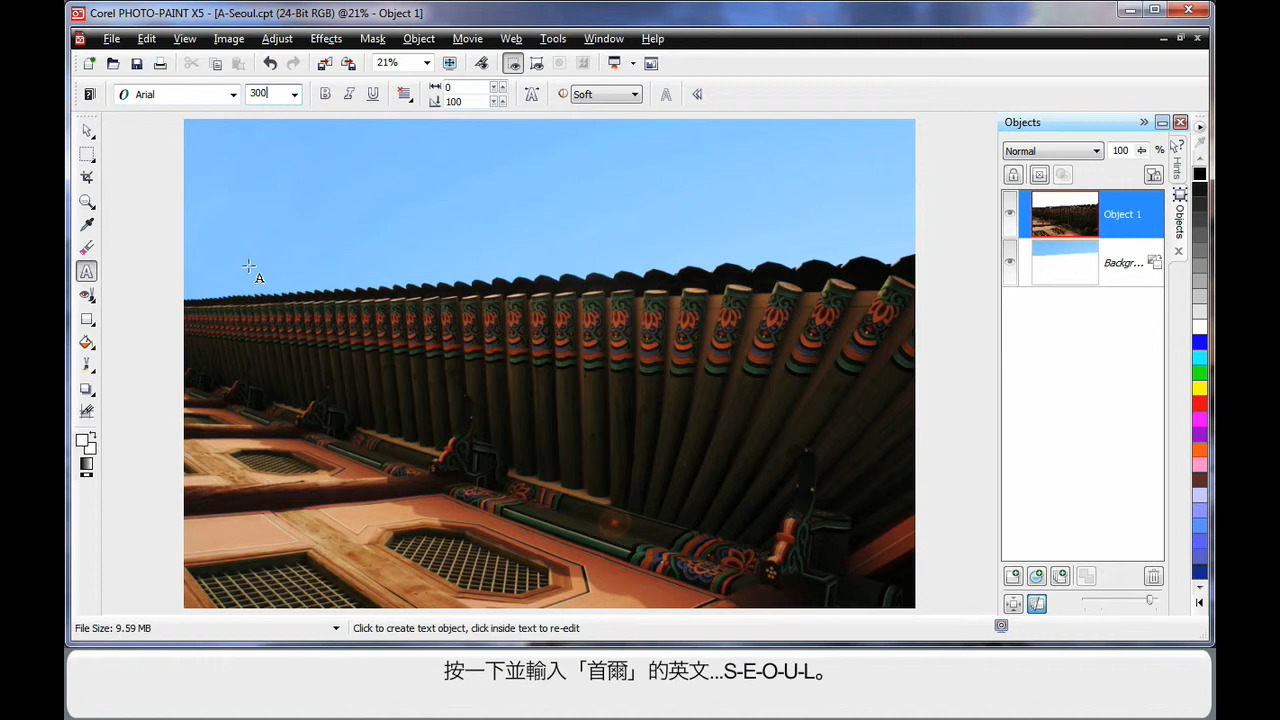 Corel PHOTO-PAINT X5 - [A-Seoul.cpt (24-Bit RGB) @21% - Object 1]
File Edit View Image Adjust Effects Mask Object Movie Web Tools Window Help
21%
O Arial 300 B I U 0 100 Soft
Objects
Normal 100 %
Hints
Objects
Object 1
Backgr...
File Size: 9.59 MB Click to create text object, click inside text to re-edit
按一下並輸入「首爾」的英文...S-E-O-U-L。